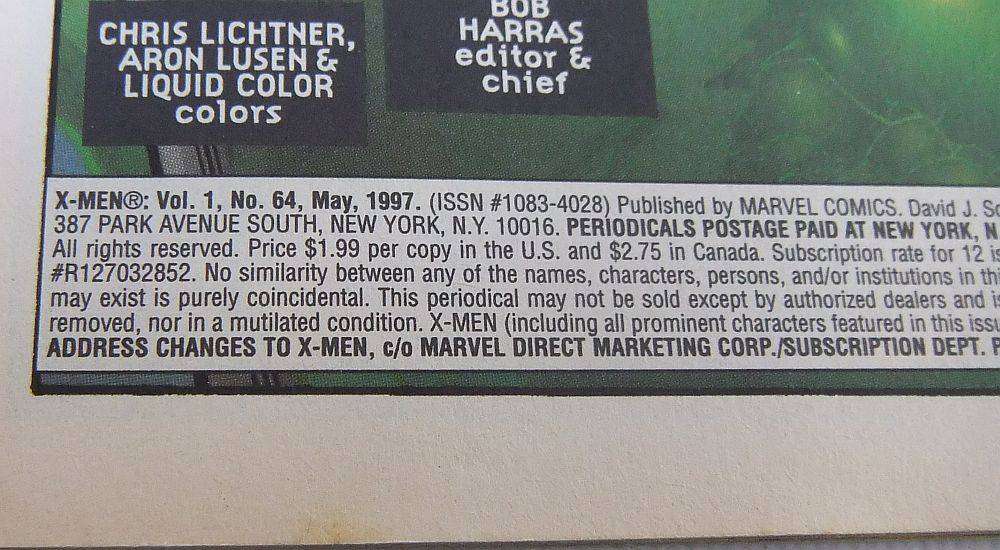 CHRIS LICHTNER,
ARON LUSEN &
LIQUID COLOR
colors
BOB
HARRAS
editor &
chief
X-MEN®: Vol. 1, No. 64, May, 1997. (ISSN #1083-4028) Published by MARVEL COMICS. David J. Sc
387 PARK AVENUE SOUTH, NEW YORK, N.Y. 10016. PERIODICALS POSTAGE PAID AT NEW YORK, N
All rights reserved. Price $1.99 per copy in the U.S. and $2.75 in Canada. Subscription rate for 12 is
#R127032852. No similarity between any of the names, characters, persons, and/or institutions in th
may exist is purely coincidental. This periodical may not be sold except by authorized dealers and i
removed, nor in a mutilated condition. X-MEN (including all prominent characters featured in this issu
ADDRESS CHANGES TO X-MEN, c/o MARVEL DIRECT MARKETING CORP./SUBSCRIPTION DEPT. P